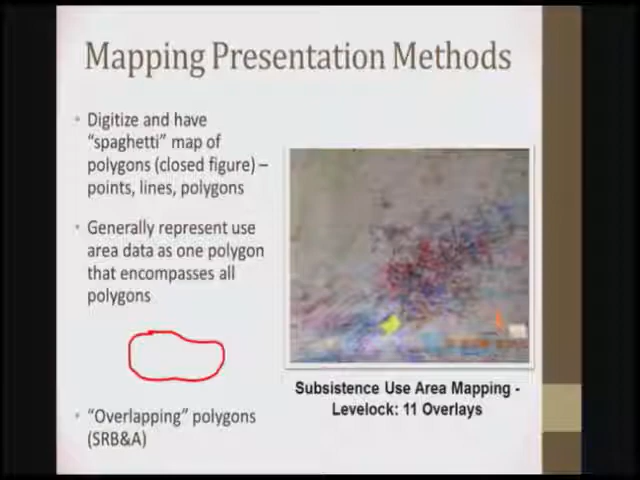 Mapping Presentation Methods
• Digitize and have
“spaghetti” map of
polygons (closed figure) –
points, lines, polygons
• Generally represent use
area data as one polygon
that encompasses all
polygons
• “Overlapping” polygons
(SRB&A)
Subsistence Use Area Mapping -
Levelock: 11 Overlays